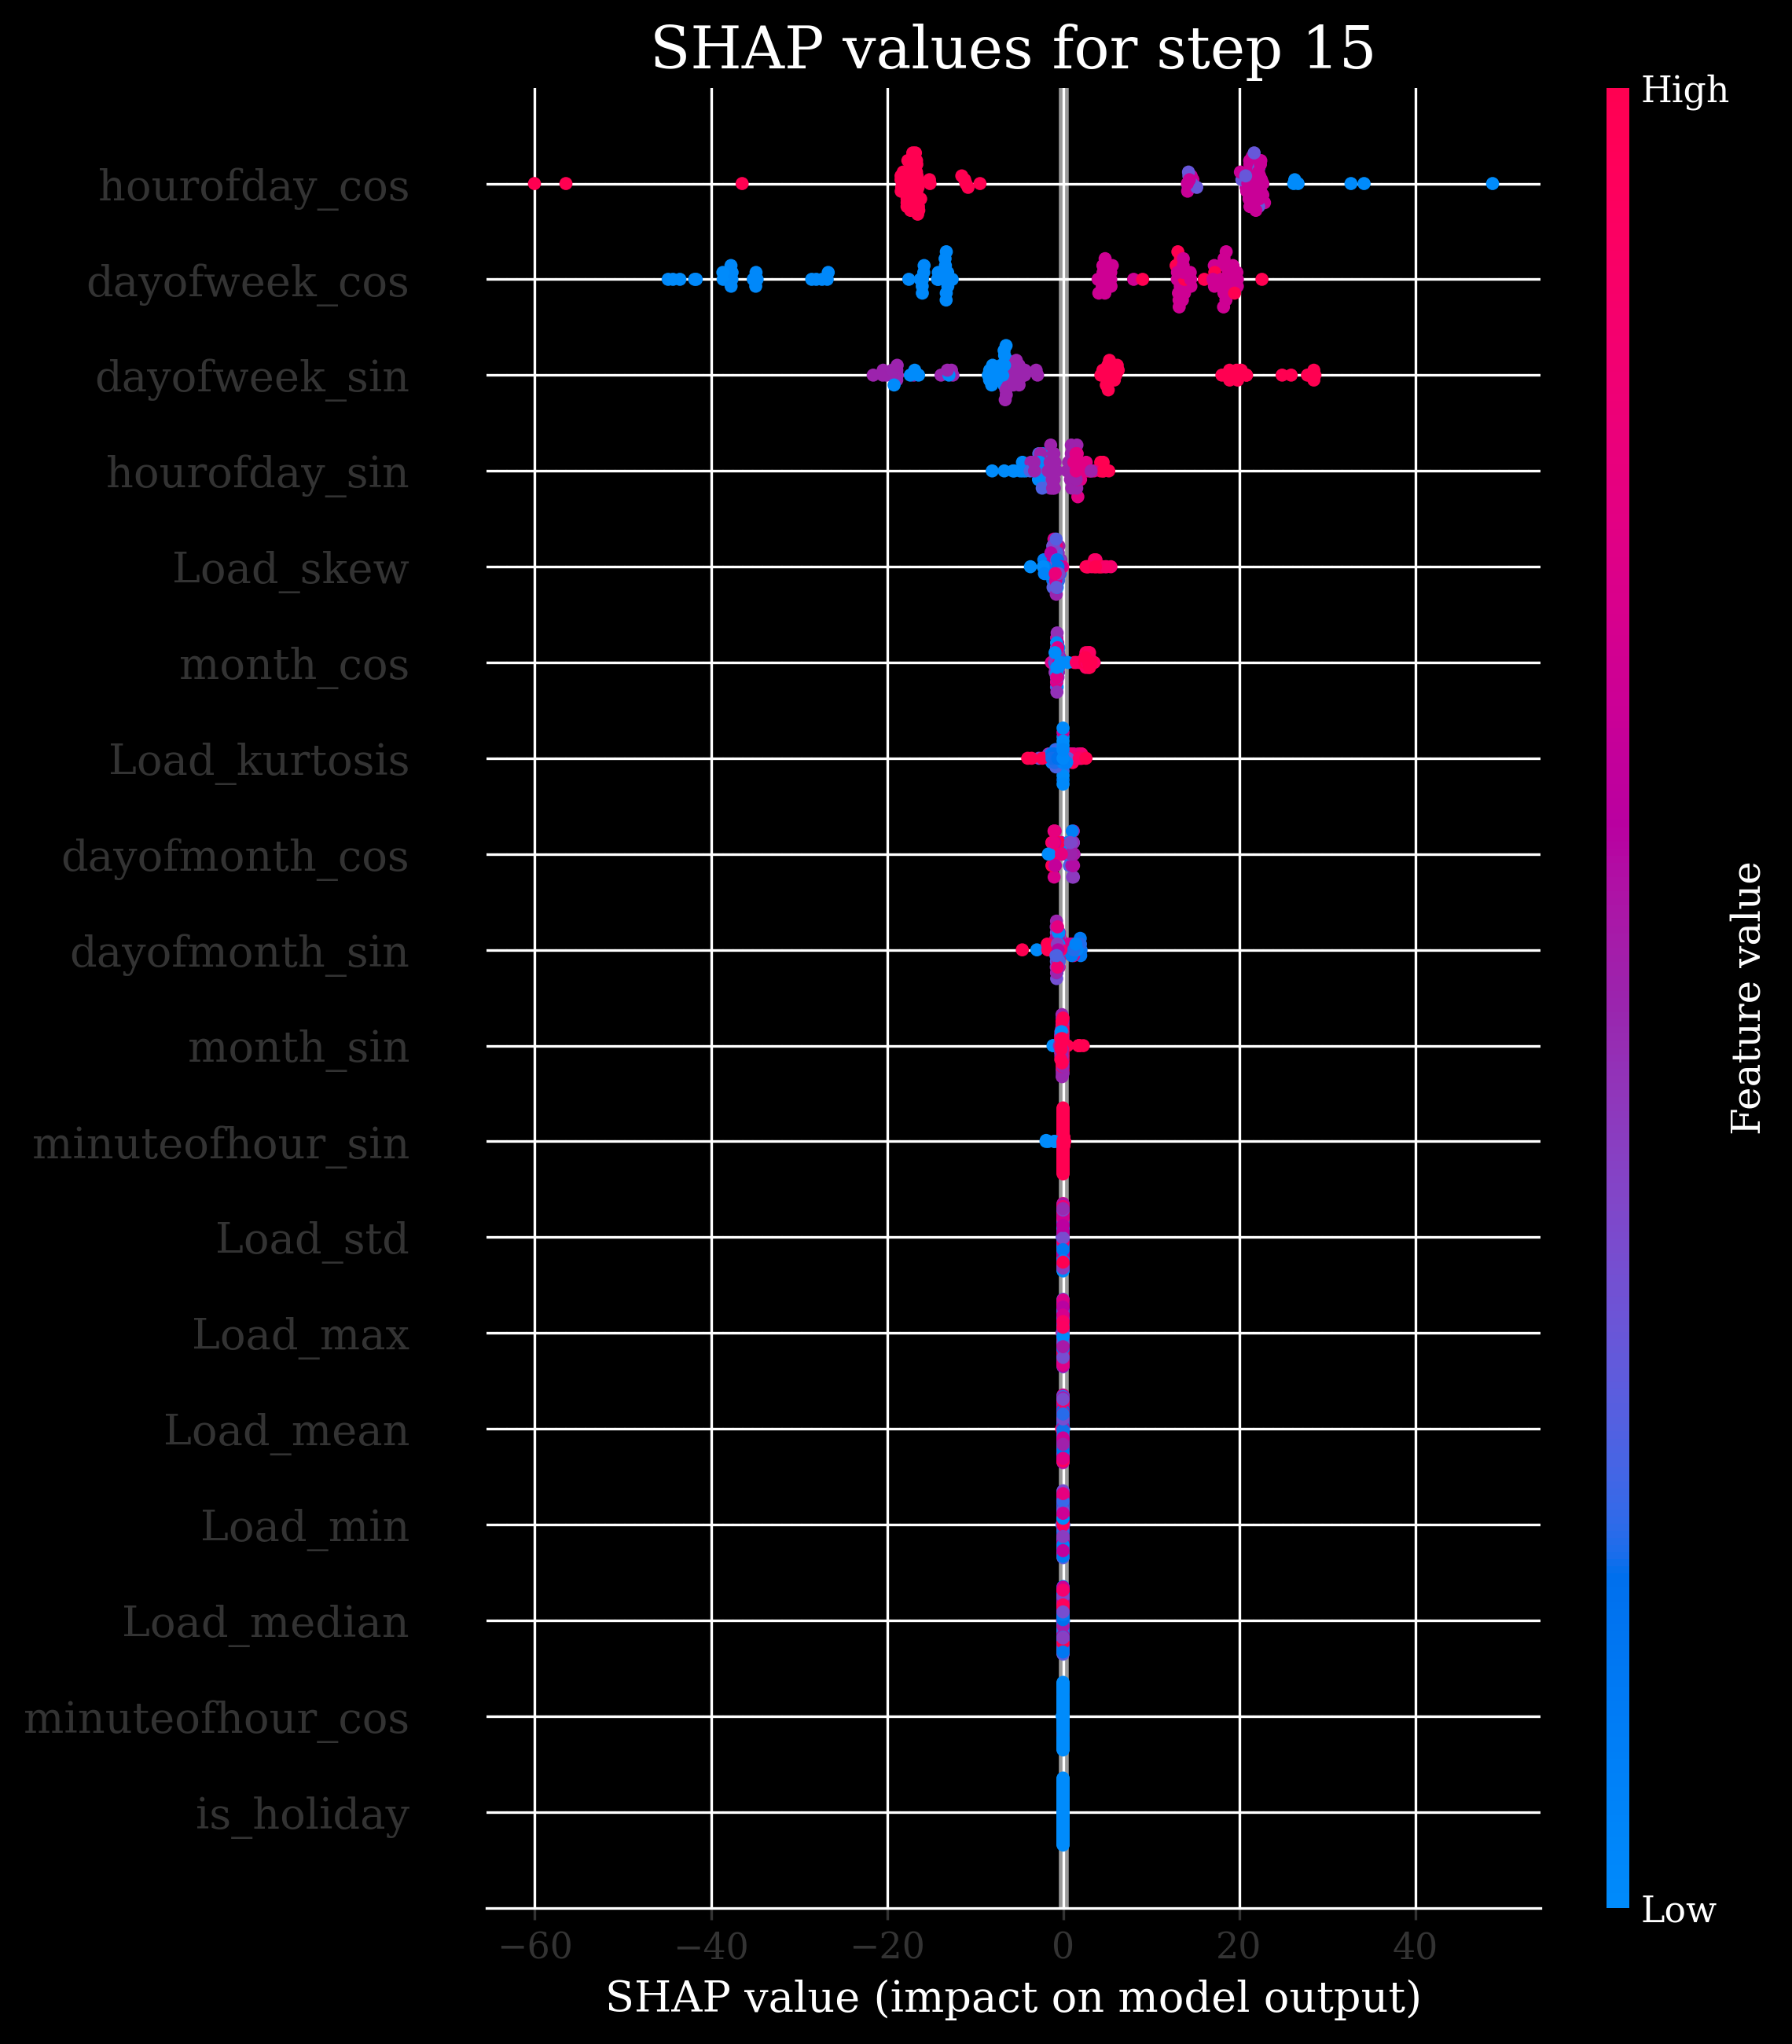 SHAP values for step 15
High
hourofday_cos
dayofweek_cos
dayofweek_sin
hourofday_sin
Load_skew
month_cos
Load_kurtosis
dayofmonth_cos
dayofmonth_sin
month_sin
minuteofhour_sin
Load_std
Load_max
Load_mean
Load_min
Load_median
minuteofhour_cos
is_holiday
Feature value
Low
−60 −40 −20 0 20 40
SHAP value (impact on model output)